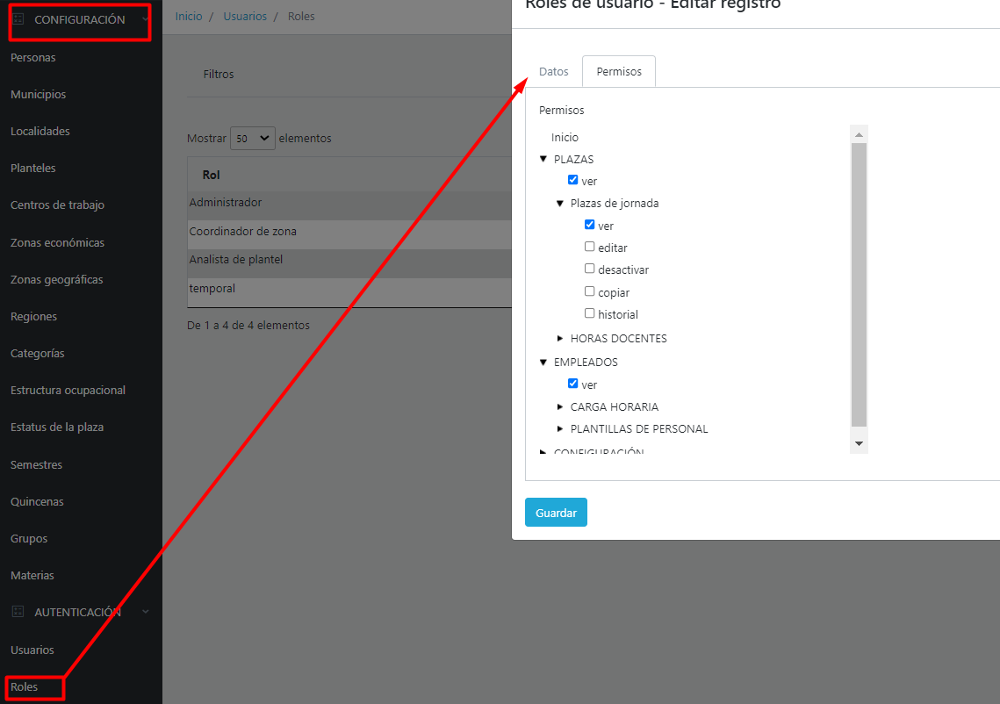 CONFIGURACIÓN
Personas
Municipios
Localidades
Planteles
Centros de trabajo
Zonas económicas
Zonas geográficas
Regiones
Categorías
Estructura ocupacional
Estatus de la plaza
Semestres
Quincenas
Grupos
Materias
AUTENTICACIÓN
Usuarios
Roles
Inicio / Usuarios / Roles
Filtros
Mostrar 50 elementos
Rol
Administrador
Coordinador de zona
Analista de plantel
temporal
De 1 a 4 de 4 elementos
Roles de usuario - Editar registro
Datos Permisos
Permisos
Inicio
PLAZAS
ver
Plazas de jornada
ver
editar
desactivar
copiar
historial
HORAS DOCENTES
EMPLEADOS
ver
CARGA HORARIA
PLANTILLAS DE PERSONAL
CONFIGURACIÓN
Guardar